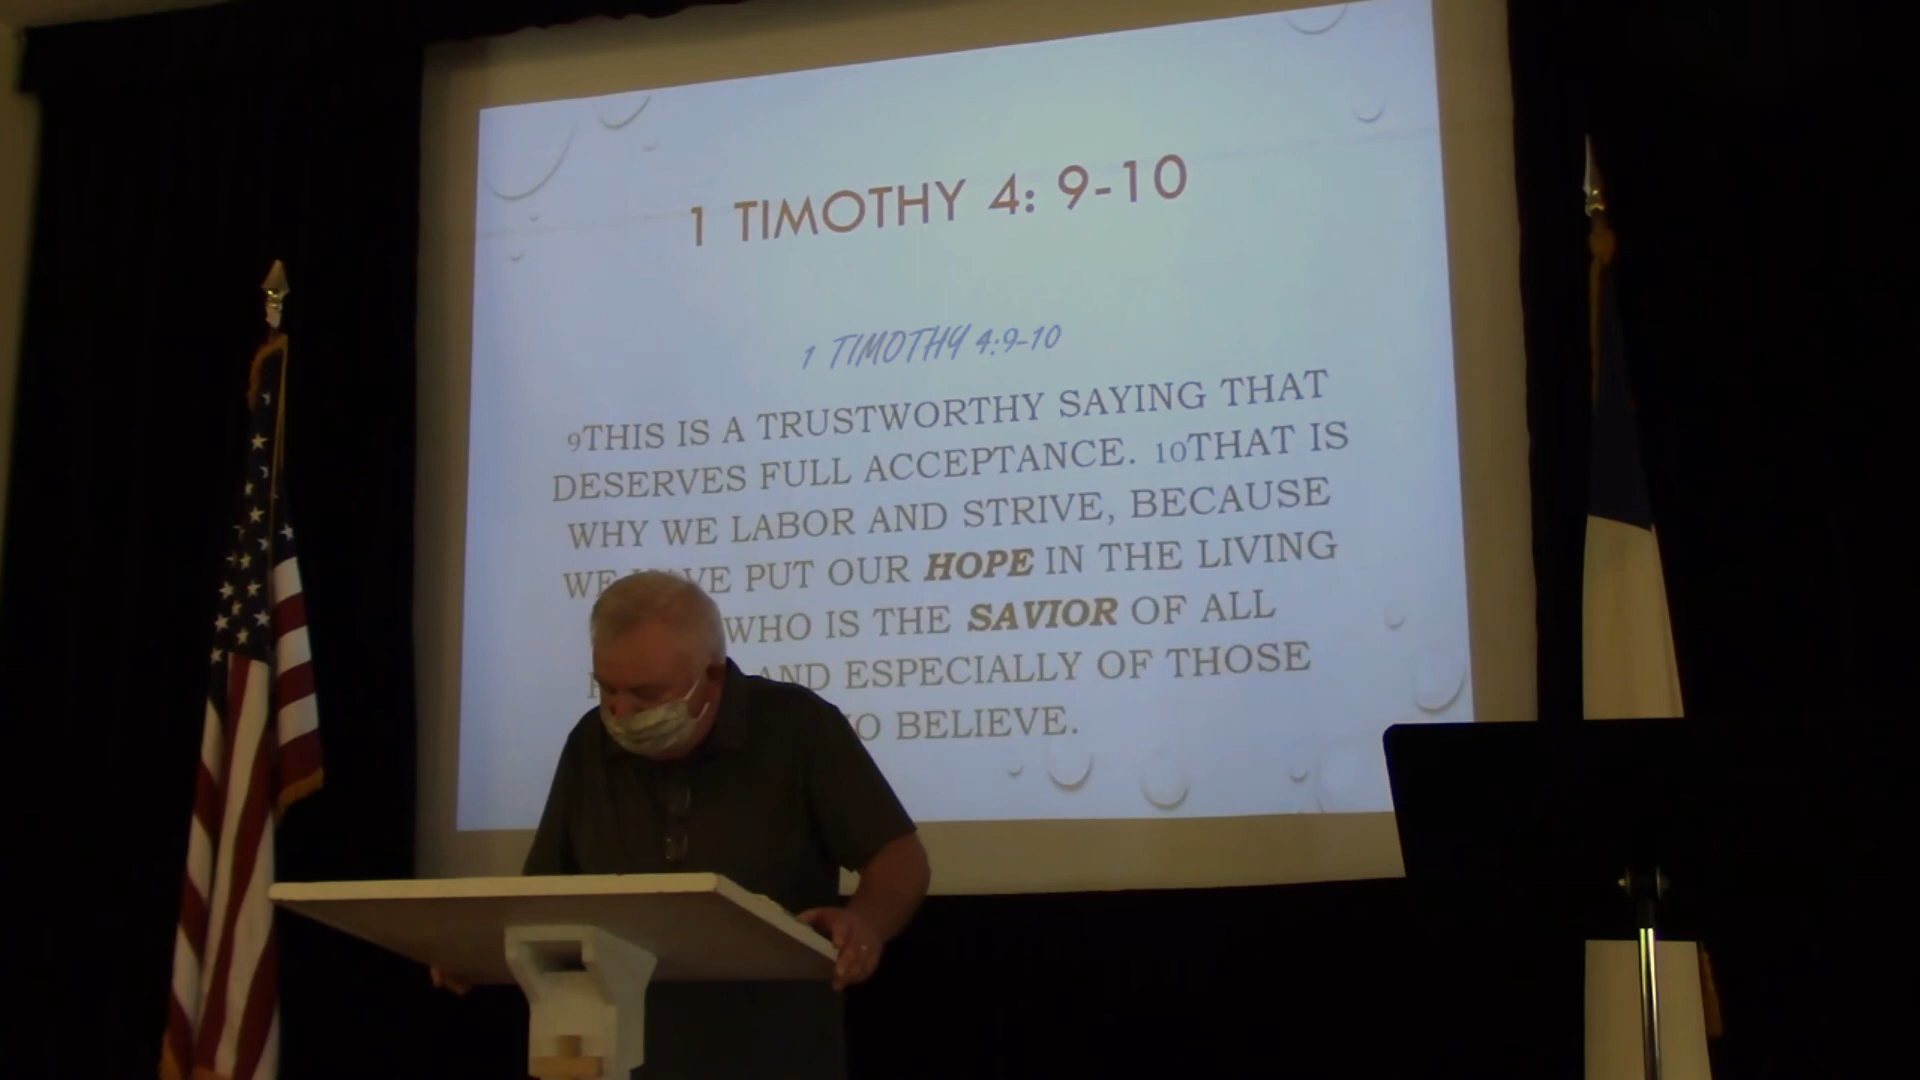 1 TIMOTHY 4: 9-10
1 TIMOTHY 4:9-10
9THIS IS A TRUSTWORTHY SAYING THAT
DESERVES FULL ACCEPTANCE. 10THAT IS
WHY WE LABOR AND STRIVE, BECAUSE
WE HAVE PUT OUR HOPE IN THE LIVING
WHO IS THE SAVIOR OF ALL
AND ESPECIALLY OF THOSE
BELIEVE.